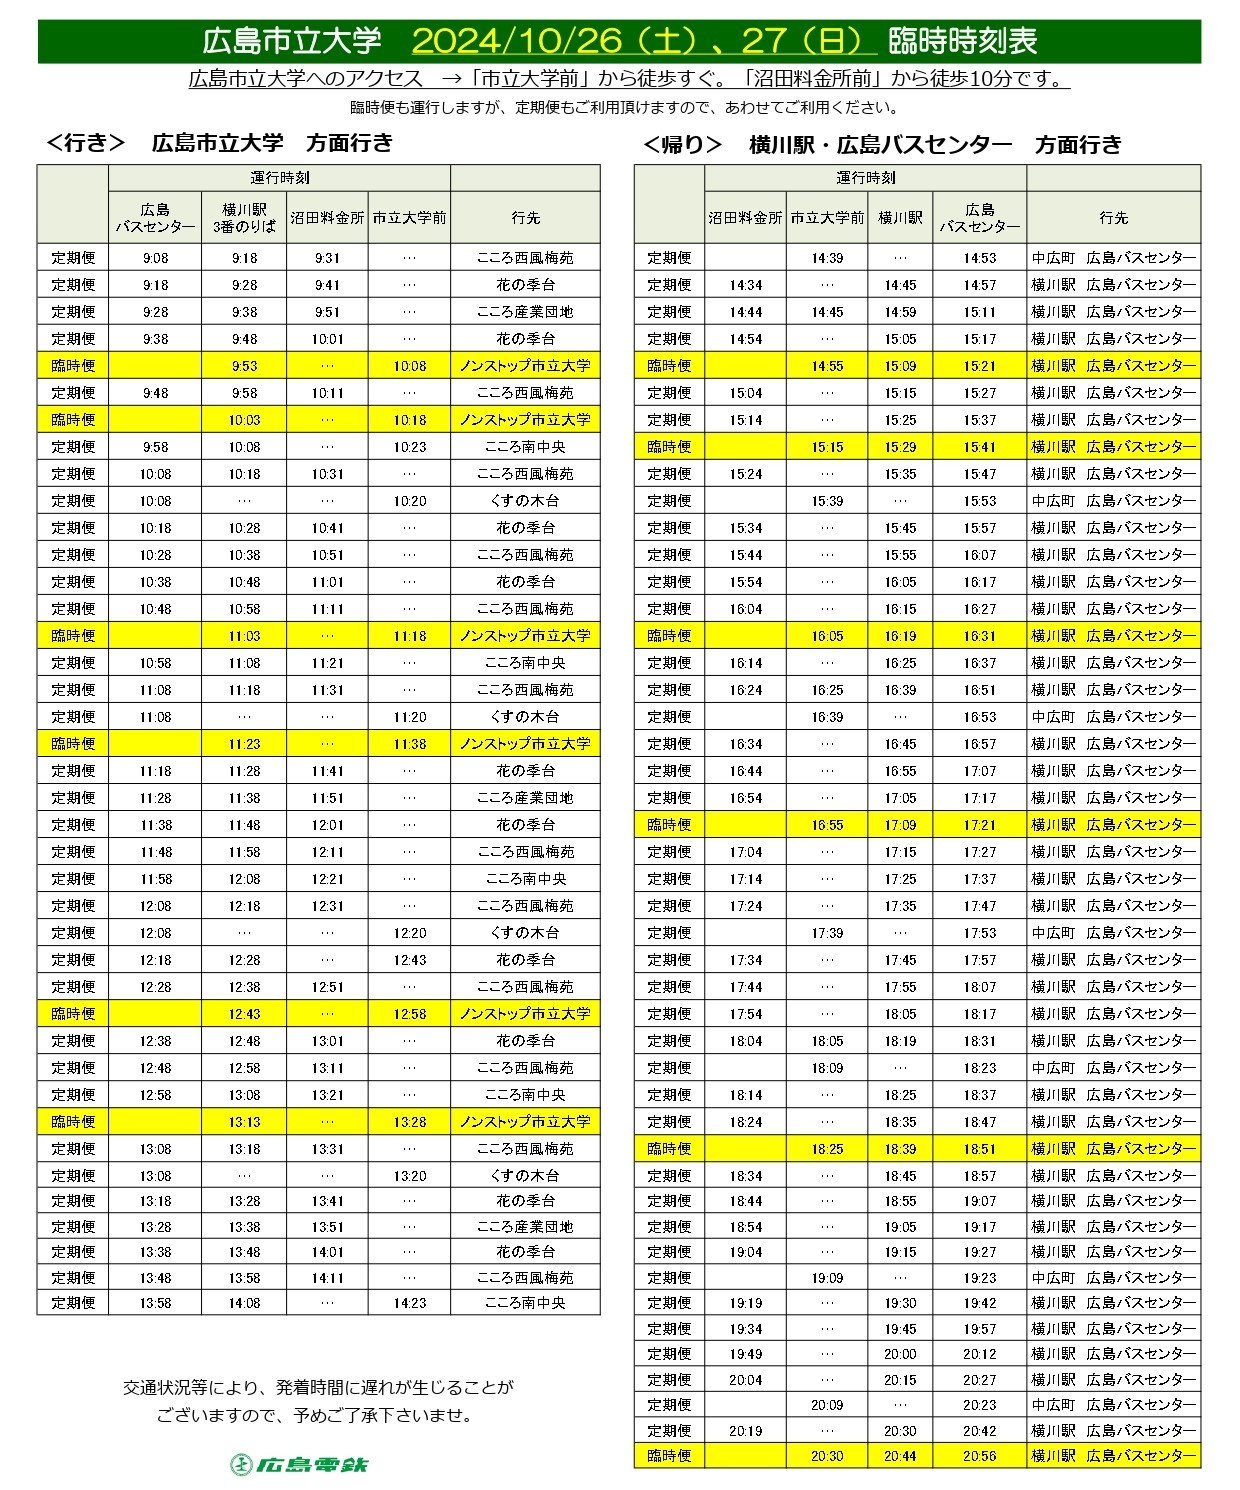 広島市立大学　2024/10/26（土）、27（日） 臨時時刻表
広島市立大学へのアクセス　→「市立大学前」から徒歩すぐ。「沼田料金所前」から徒歩10分です。
臨時便も運行しますが、定期便もご利用頂けますので、あわせてご利用ください。
＜行き＞　広島市立大学　方面行き
運行時刻
広島バスセンター 横川駅3番のりば 沼田料金所 市立大学前 行先
定期便 9:08 9:18 9:31 … こころ西風梅苑
定期便 9:18 9:28 9:41 … 花の季台
定期便 9:28 9:38 9:51 … こころ産業団地
定期便 9:38 9:48 10:01 … 花の季台
臨時便 9:53 … 10:08 ノンストップ市立大学
定期便 9:48 9:58 10:11 … こころ西風梅苑
臨時便 10:03 … 10:18 ノンストップ市立大学
定期便 9:58 10:08 … 10:23 こころ南中央
定期便 10:08 10:18 10:31 … こころ西風梅苑
定期便 10:08 … … 10:20 くすの木台
定期便 10:18 10:28 10:41 … 花の季台
定期便 10:28 10:38 10:51 … こころ西風梅苑
定期便 10:38 10:48 11:01 … 花の季台
定期便 10:48 10:58 11:11 … こころ西風梅苑
臨時便 11:03 … 11:18 ノンストップ市立大学
定期便 10:58 11:08 11:21 … こころ南中央
定期便 11:08 11:18 11:31 … こころ西風梅苑
定期便 11:08 … … 11:20 くすの木台
臨時便 11:23 … 11:38 ノンストップ市立大学
定期便 11:18 11:28 11:41 … 花の季台
定期便 11:28 11:38 11:51 … こころ産業団地
定期便 11:38 11:48 12:01 … 花の季台
定期便 11:48 11:58 12:11 … こころ西風梅苑
定期便 11:58 12:08 12:21 … こころ南中央
定期便 12:08 12:18 12:31 … こころ西風梅苑
定期便 12:08 … … 12:20 くすの木台
定期便 12:18 12:28 … 12:43 花の季台
定期便 12:28 12:38 12:51 … こころ西風梅苑
臨時便 12:43 … 12:58 ノンストップ市立大学
定期便 12:38 12:48 13:01 … 花の季台
定期便 12:48 12:58 13:11 … こころ西風梅苑
定期便 12:58 13:08 13:21 … こころ南中央
臨時便 13:13 … 13:28 ノンストップ市立大学
定期便 13:08 13:18 13:31 … こころ西風梅苑
定期便 13:08 … … 13:20 くすの木台
定期便 13:18 13:28 13:41 … 花の季台
定期便 13:28 13:38 13:51 … こころ産業団地
定期便 13:38 13:48 14:01 … 花の季台
定期便 13:48 13:58 14:11 … こころ西風梅苑
定期便 13:58 14:08 … 14:23 こころ南中央
交通状況等により、発着時間に遅れが生じることが
ございますので、予めご了承下さいませ。
広島電鉄
＜帰り＞　横川駅・広島バスセンター　方面行き
運行時刻
沼田料金所 市立大学前 横川駅 広島バスセンター 行先
定期便 14:39 … 14:53 中広町 広島バスセンター
定期便 14:34 … 14:45 14:57 横川駅 広島バスセンター
定期便 14:44 14:45 14:59 15:11 横川駅 広島バスセンター
定期便 14:54 … 15:05 15:17 横川駅 広島バスセンター
臨時便 14:55 15:09 15:21 横川駅 広島バスセンター
定期便 15:04 … 15:15 15:27 横川駅 広島バスセンター
定期便 15:14 … 15:25 15:37 横川駅 広島バスセンター
臨時便 15:15 15:29 15:41 横川駅 広島バスセンター
定期便 15:24 … 15:35 15:47 横川駅 広島バスセンター
定期便 15:39 … 15:53 中広町 広島バスセンター
定期便 15:34 … 15:45 15:57 横川駅 広島バスセンター
定期便 15:44 … 15:55 16:07 横川駅 広島バスセンター
定期便 15:54 … 16:05 16:17 横川駅 広島バスセンター
定期便 16:04 … 16:15 16:27 横川駅 広島バスセンター
臨時便 16:05 16:19 16:31 横川駅 広島バスセンター
定期便 16:14 … 16:25 16:37 横川駅 広島バスセンター
定期便 16:24 16:25 16:39 16:51 横川駅 広島バスセンター
定期便 16:39 … 16:53 中広町 広島バスセンター
定期便 16:34 … 16:45 16:57 横川駅 広島バスセンター
定期便 16:44 … 16:55 17:07 横川駅 広島バスセンター
定期便 16:54 … 17:05 17:17 横川駅 広島バスセンター
臨時便 16:55 17:09 17:21 横川駅 広島バスセンター
定期便 17:04 … 17:15 17:27 横川駅 広島バスセンター
定期便 17:14 … 17:25 17:37 横川駅 広島バスセンター
定期便 17:24 … 17:35 17:47 横川駅 広島バスセンター
定期便 17:39 … 17:53 中広町 広島バスセンター
定期便 17:34 … 17:45 17:57 横川駅 広島バスセンター
定期便 17:44 … 17:55 18:07 横川駅 広島バスセンター
定期便 17:54 … 18:05 18:17 横川駅 広島バスセンター
定期便 18:04 18:05 18:19 18:31 横川駅 広島バスセンター
定期便 18:09 … 18:23 中広町 広島バスセンター
定期便 18:14 … 18:25 18:37 横川駅 広島バスセンター
定期便 18:24 … 18:35 18:47 横川駅 広島バスセンター
臨時便 18:25 18:39 18:51 横川駅 広島バスセンター
定期便 18:34 … 18:45 18:57 横川駅 広島バスセンター
定期便 18:44 … 18:55 19:07 横川駅 広島バスセンター
定期便 18:54 … 19:05 19:17 横川駅 広島バスセンター
定期便 19:04 … 19:15 19:27 横川駅 広島バスセンター
定期便 19:09 … 19:23 中広町 広島バスセンター
定期便 19:19 … 19:30 19:42 横川駅 広島バスセンター
定期便 19:34 … 19:45 19:57 横川駅 広島バスセンター
定期便 19:49 … 20:00 20:12 横川駅 広島バスセンター
定期便 20:04 … 20:15 20:27 横川駅 広島バスセンター
定期便 20:09 … 20:23 中広町 広島バスセンター
定期便 20:19 … 20:30 20:42 横川駅 広島バスセンター
臨時便 20:30 20:44 20:56 横川駅 広島バスセンター